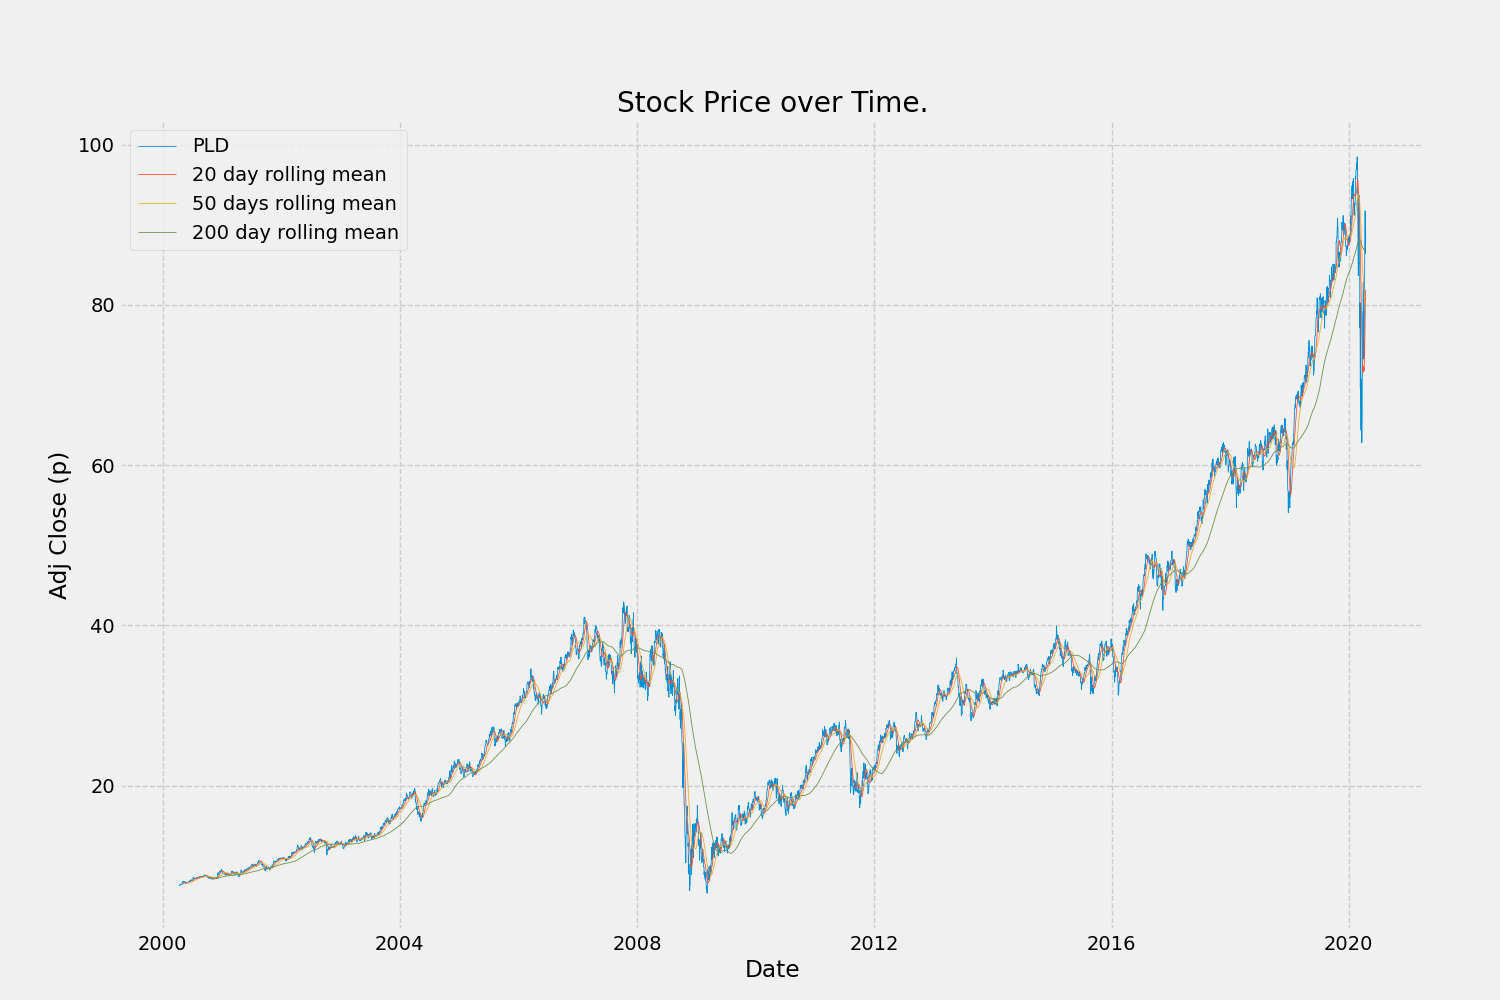 Stock Price over Time.
PLD
20 day rolling mean
50 days rolling mean
200 day rolling mean
100
80
60
40
20
Adj Close (p)
2000 2004 2008 2012 2016 2020
Date